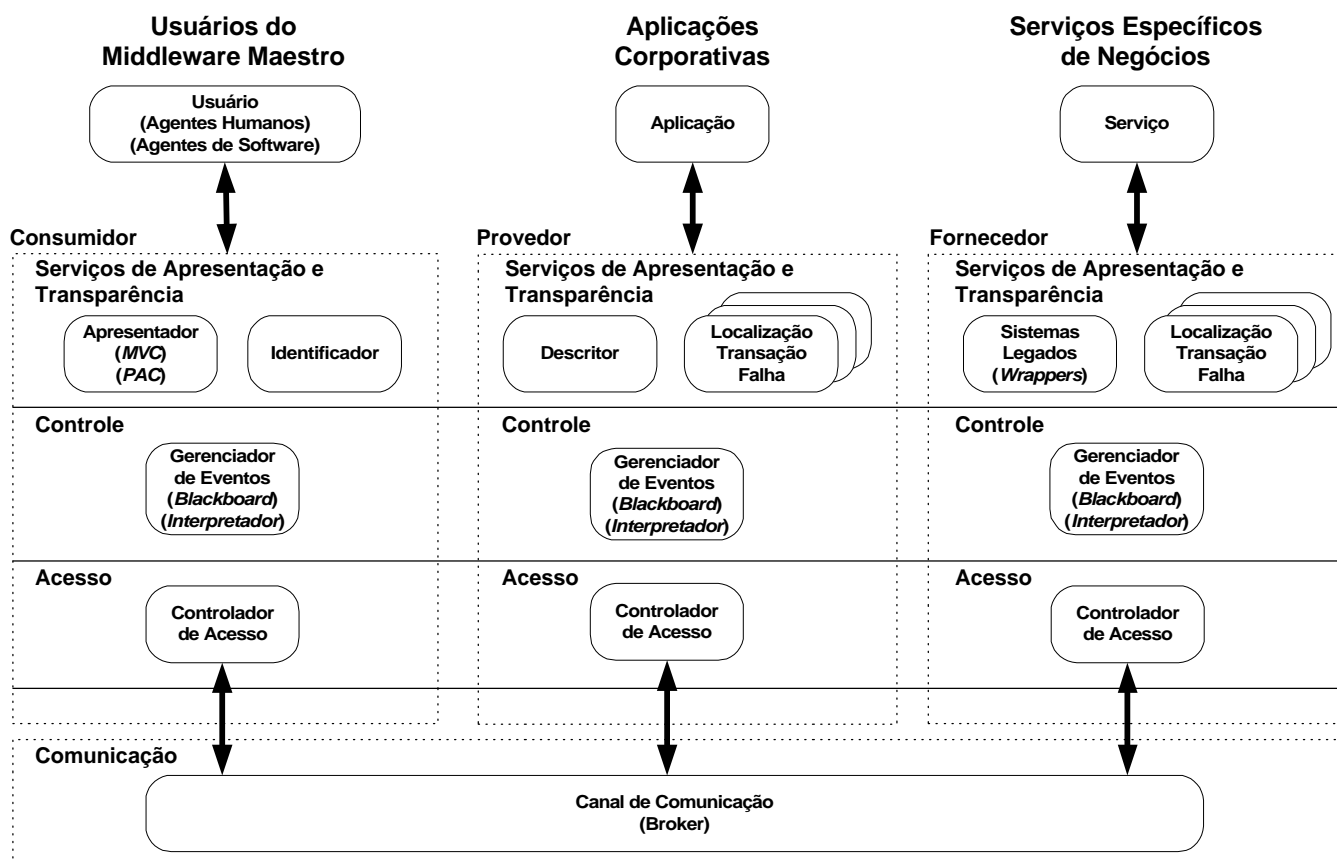 Usuários do
Middleware Maestro
Aplicações
Corporativas
Serviços Específicos
de Negócios
Usuário
(Agentes Humanos)
(Agentes de Software)
Aplicação
Serviço
Consumidor
Provedor
Fornecedor
Serviços de Apresentação e
Transparência
Apresentador
(MVC)
(PAC)
Identificador
Serviços de Apresentação e
Transparência
Descritor
Localização
Transação
Falha
Serviços de Apresentação e
Transparência
Sistemas
Legados
(Wrappers)
Localização
Transação
Falha
Controle
Gerenciador
de Eventos
(Blackboard)
(Interpretador)
Controle
Gerenciador
de Eventos
(Blackboard)
(Interpretador)
Controle
Gerenciador
de Eventos
(Blackboard)
(Interpretador)
Acesso
Controlador
de Acesso
Acesso
Controlador
de Acesso
Acesso
Controlador
de Acesso
Comunicação
Canal de Comunicação
(Broker)